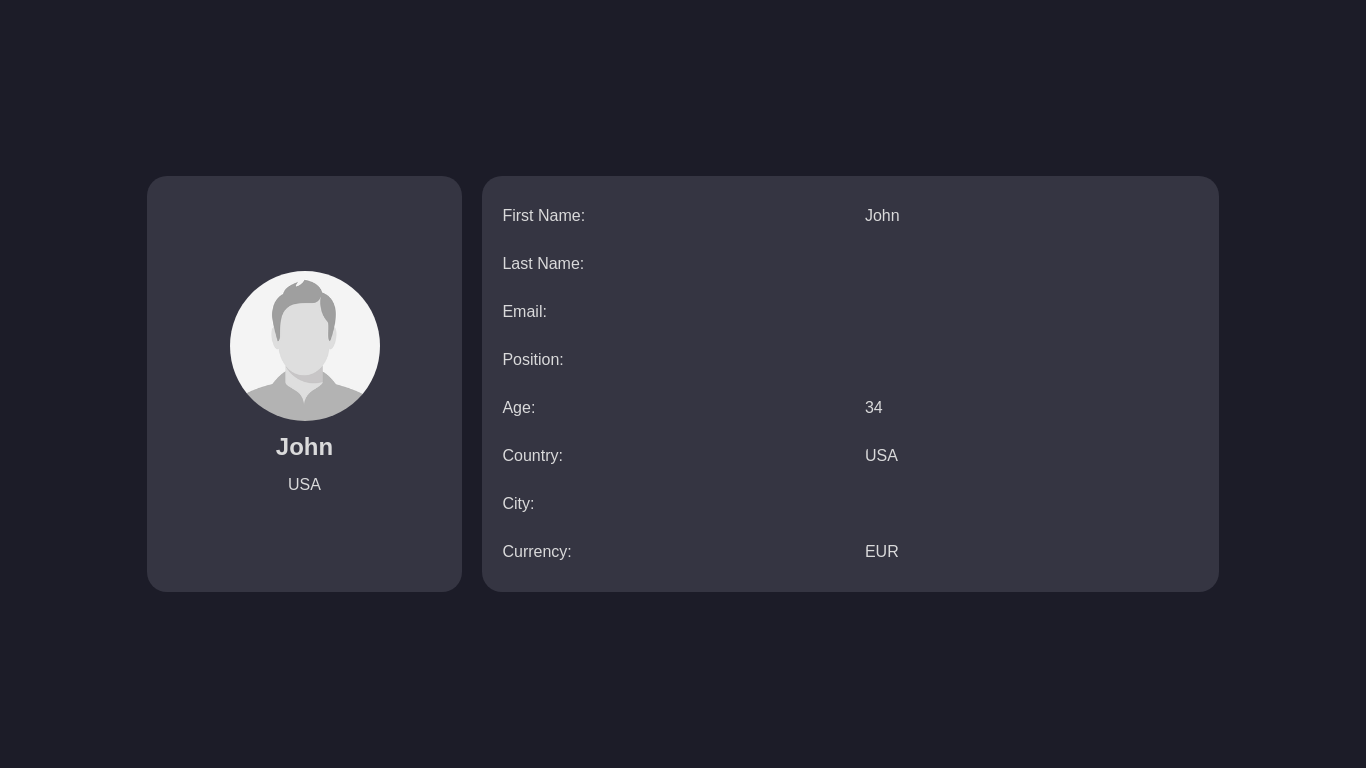 John
USA
First Name: John
Last Name:
Email:
Position:
Age: 34
Country: USA
City:
Currency: EUR